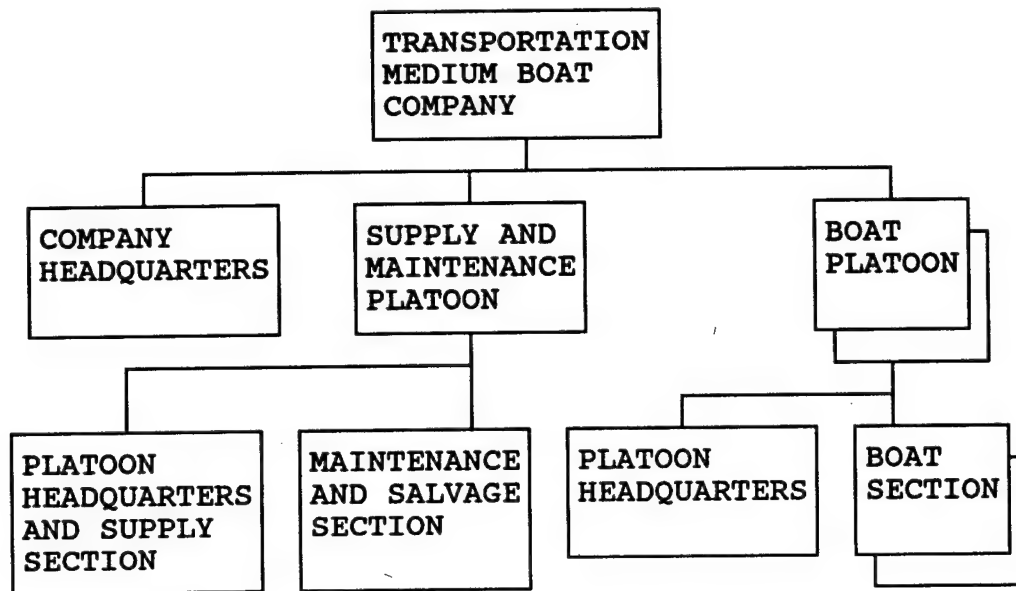 TRANSPORTATION
MEDIUM BOAT
COMPANY
COMPANY
HEADQUARTERS
SUPPLY AND
MAINTENANCE
PLATOON
BOAT
PLATOON
PLATOON
HEADQUARTERS
AND SUPPLY
SECTION
MAINTENANCE
AND SALVAGE
SECTION
PLATOON
HEADQUARTERS
BOAT
SECTION